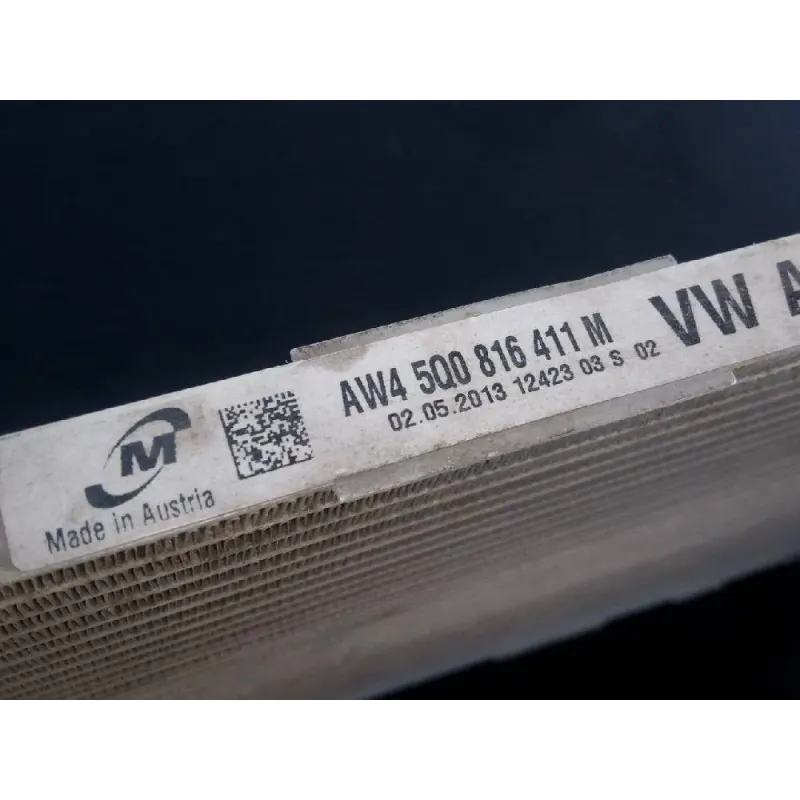 M
Made in Austria
AW4 5Q0 816 411 M
02.05.2013 12423 03 S 02
VW A